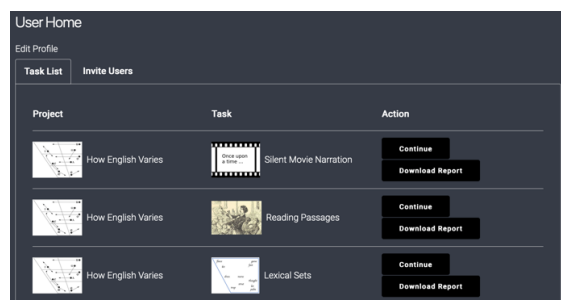 User Home
Edit Profile
Task List Invite Users
Project Task Action
How English Varies Once upon a time ... Silent Movie Narration Continue
Download Report
How English Varies Reading Passages Continue
Download Report
How English Varies Lexical Sets Continue
Download Report